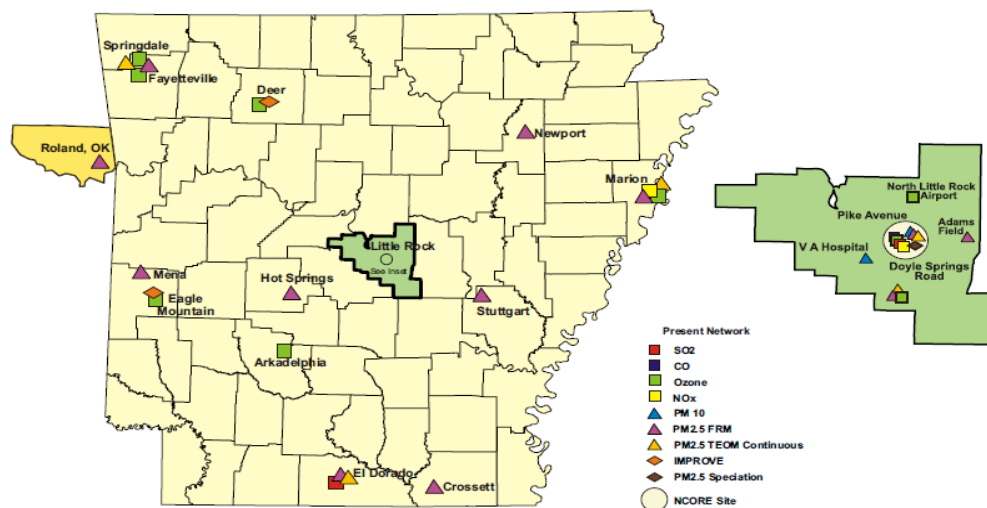 Springdale
Fayetteville
Deer
Roland, OK
Newport
Marion
Little Rock
See Inset
Mena
Hot Springs
Eagle
Mountain
Stuttgart
Arkadelphia
El Dorado
Crossett
North Little Rock
Airport
Pike Avenue
Adams
Field
V A Hospital
Doyle Springs
Road
Present Network
SO2
CO
Ozone
NOx
PM 10
PM2.5 FRM
PM2.5 TEOM Continuous
IMPROVE
PM2.5 Speciation
NCORE Site